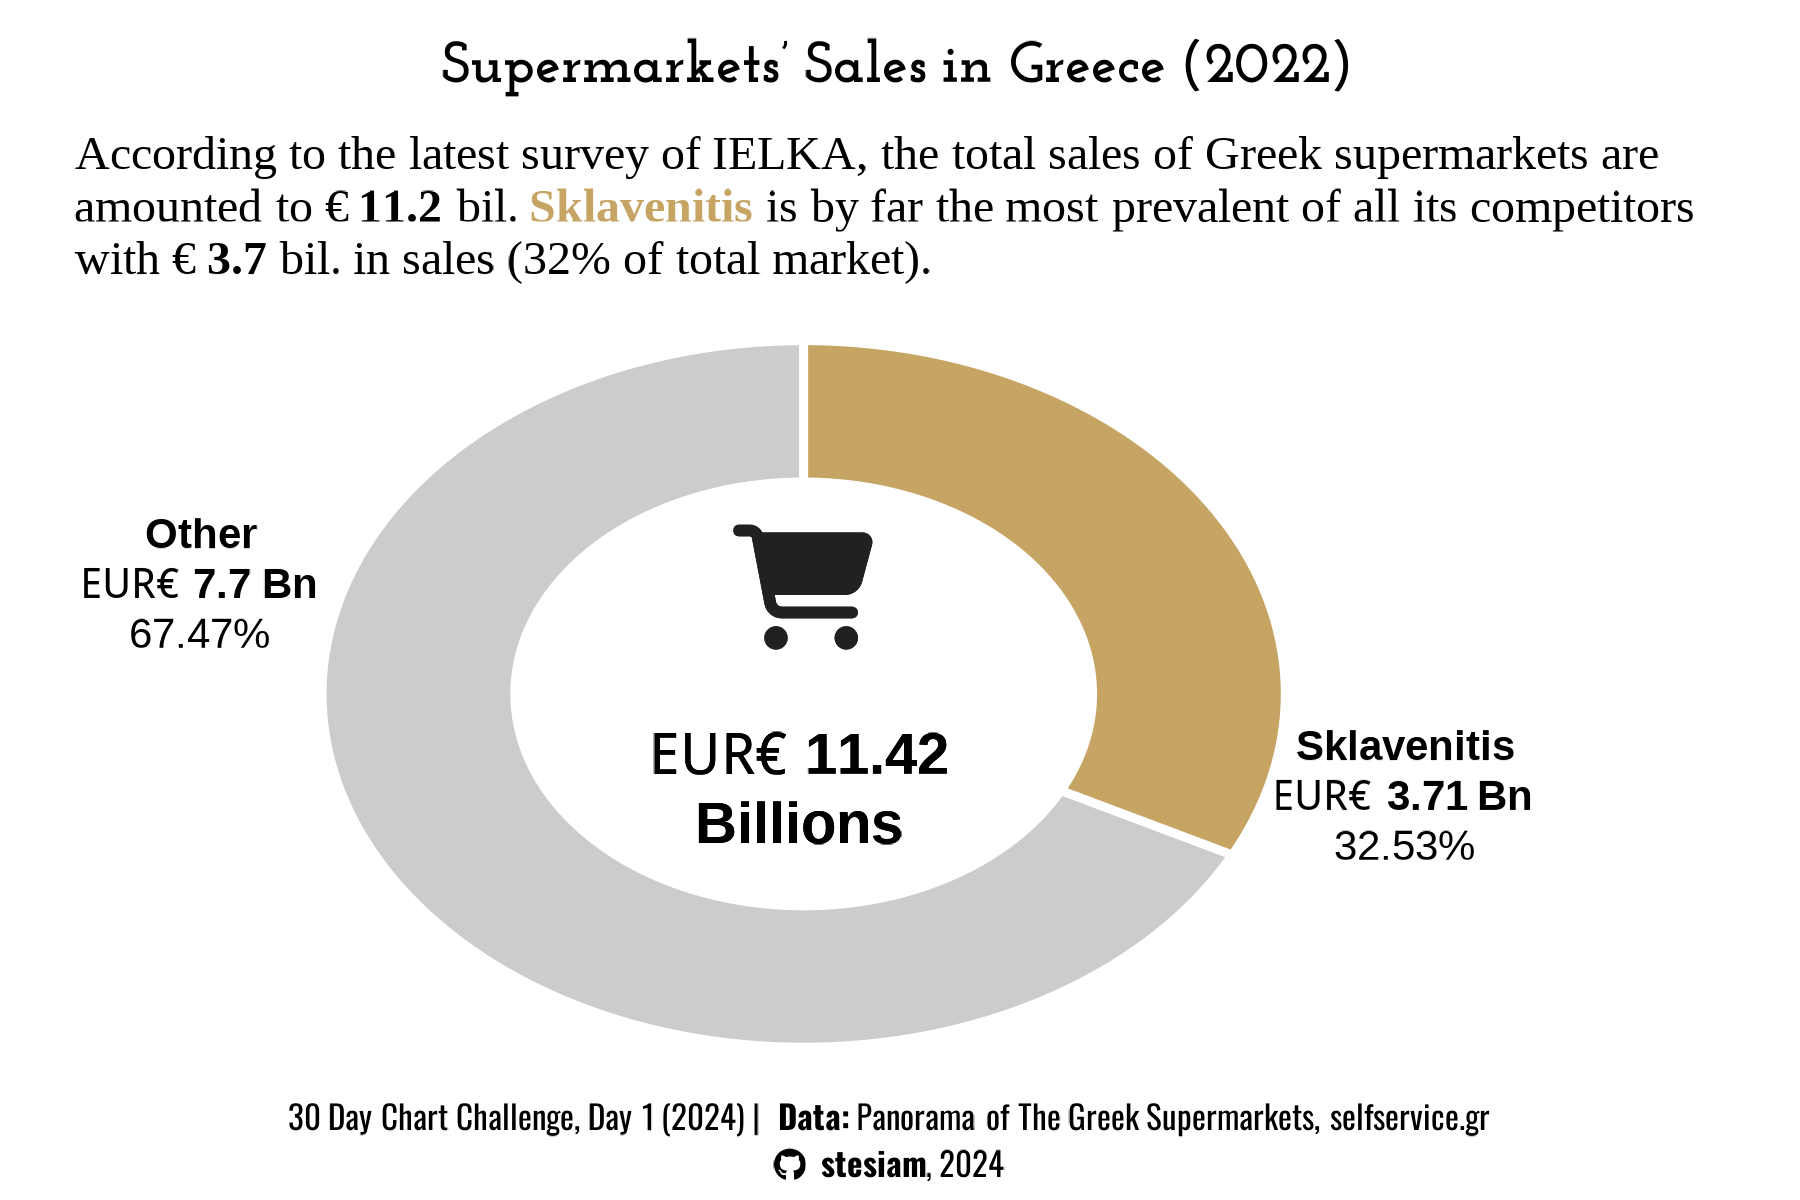 Supermarkets' Sales in Greece (2022)
According to the latest survey of IELKA, the total sales of Greek supermarkets are
amounted to € 11.2 bil. Sklavenitis is by far the most prevalent of all its competitors
with € 3.7 bil. in sales (32% of total market).
Other
EUR€ 7.7 Bn
67.47%
EUR€ 11.42
Billions
Sklavenitis
EUR€ 3.71 Bn
32.53%
30 Day Chart Challenge, Day 1 (2024) | Data: Panorama of The Greek Supermarkets, selfservice.gr
stesiam, 2024